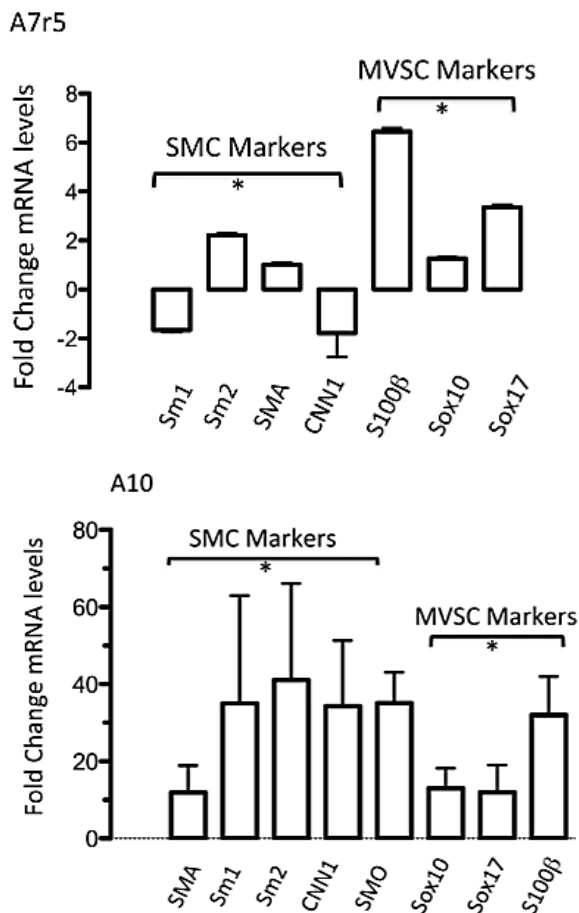 A7r5
MVSC Markers
*
SMC Markers
*
Fold Change mRNA levels
8
6
4
2
0
-2
-4
Sm1
Sm2
SMA
CNN1
S100β
Sox10
Sox17
A10
SMC Markers
*
MVSC Markers
*
Fold Change mRNA levels
80
60
40
20
0
SMA
Sm1
Sm2
CNN1
SMO
Sox10
Sox17
S100β